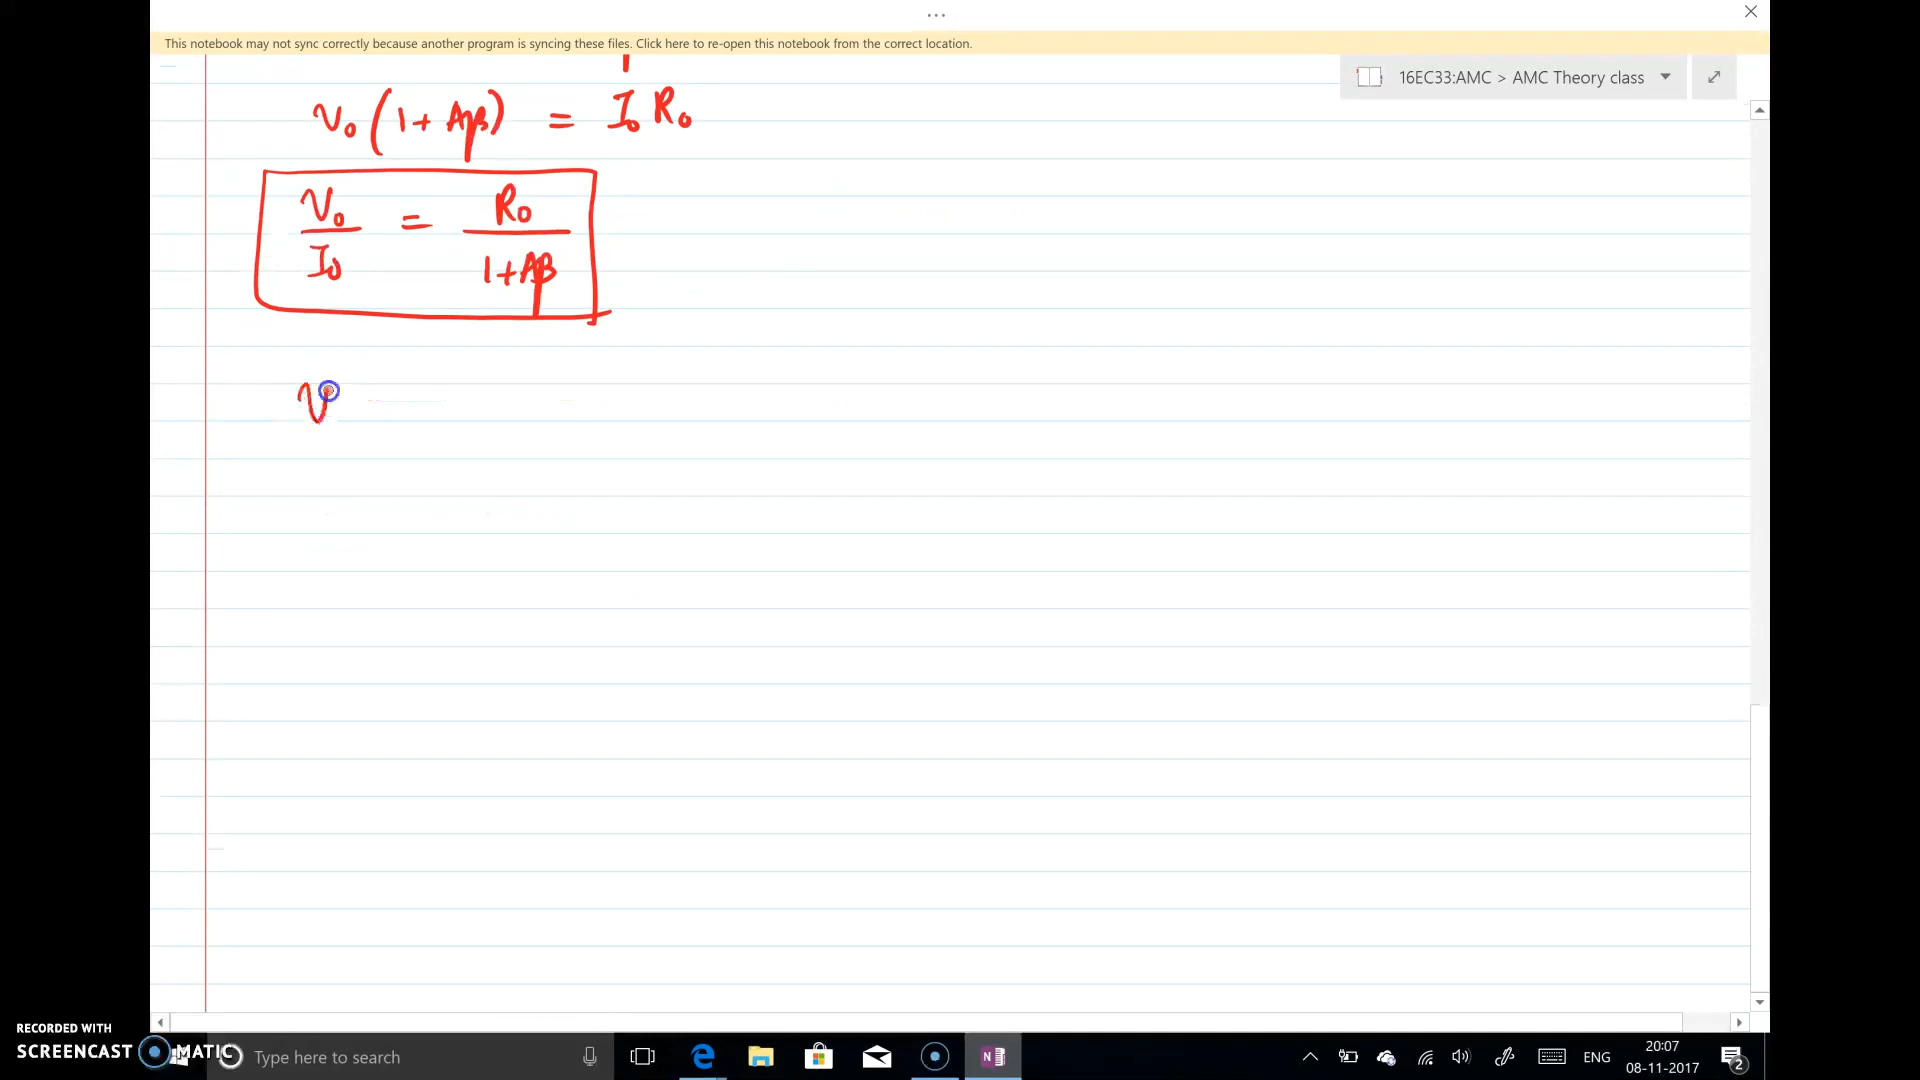 This notebook may not sync correctly because another program is syncing these files. Click here to re-open this notebook from the correct location.
16EC33:AMC > AMC Theory class
V₀ (1 + Aβ) = I₀ R₀
V₀/I₀ = R₀/(1+Aβ)
V
RECORDED WITH
SCREENCAST MATIC
Type here to search
ENG
20:07
08-11-2017
2